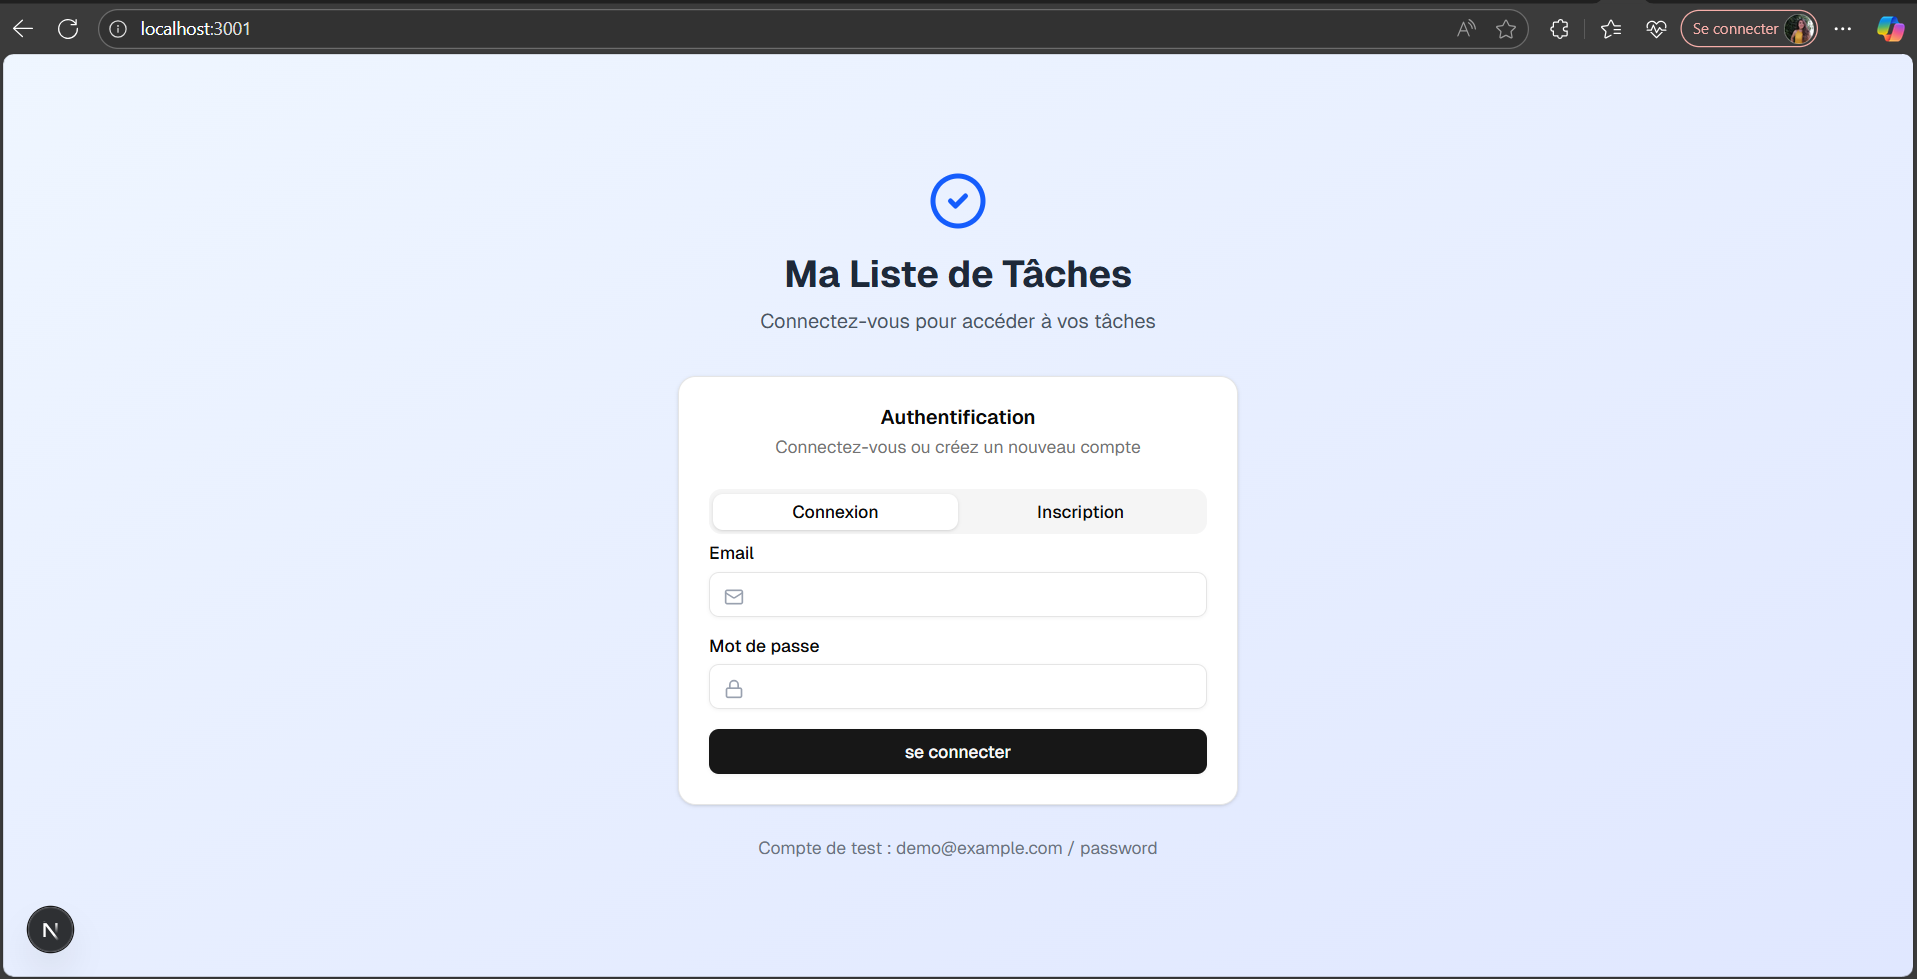 localhost:3001
Se connecter
Ma Liste de Tâches
Connectez-vous pour accéder à vos tâches
Authentification
Connectez-vous ou créez un nouveau compte
Connexion
Inscription
Email
Mot de passe
se connecter
Compte de test : demo@example.com / password
N